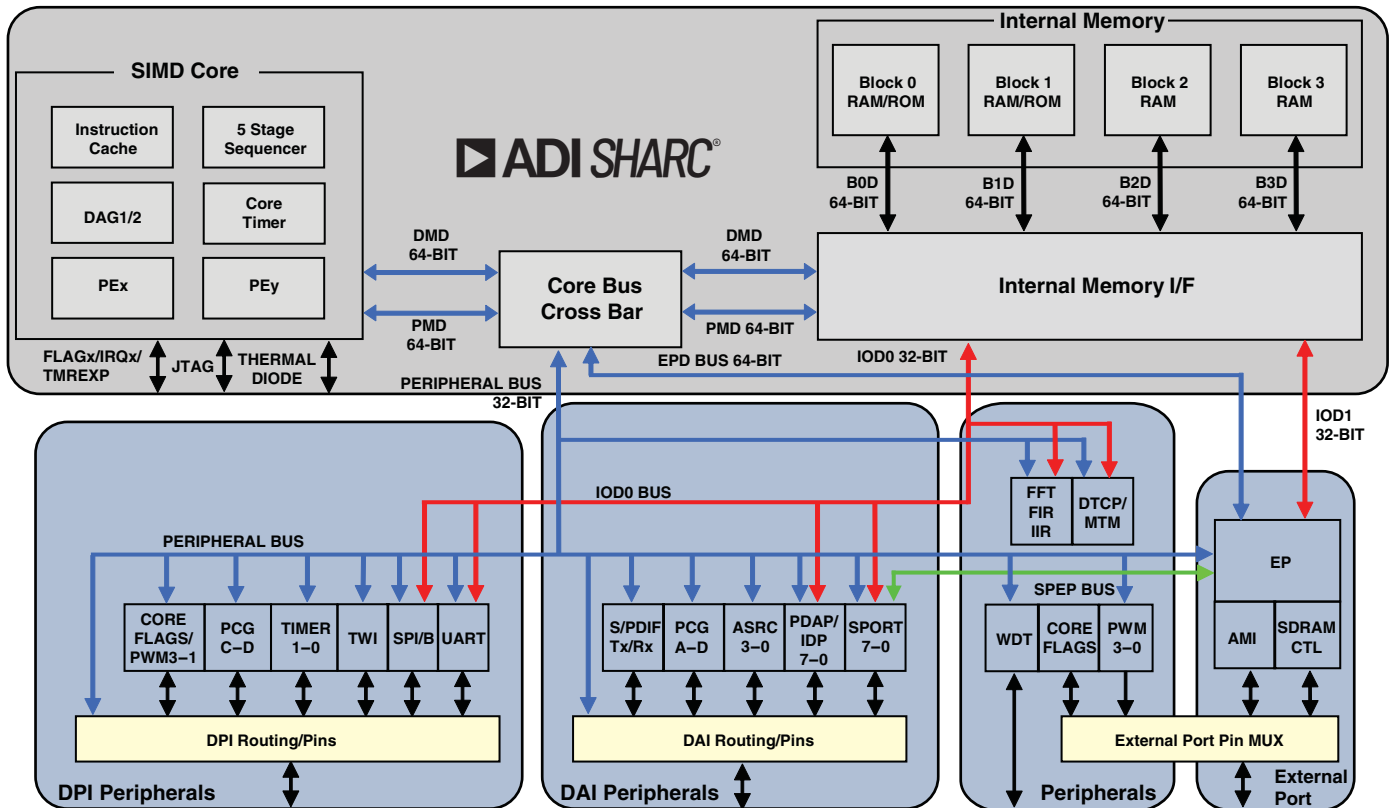 Internal Memory
SIMD Core
Block 0
RAM/ROM
Block 1
RAM/ROM
Block 2
RAM
Block 3
RAM
Instruction
Cache
5 Stage
Sequencer
DAG1/2
Core
Timer
PEx
PEy
ADI SHARC®
B0D
64-BIT
B1D
64-BIT
B2D
64-BIT
B3D
64-BIT
DMD
64-BIT
DMD
64-BIT
Core Bus
Cross Bar
Internal Memory I/F
PMD
64-BIT
PMD 64-BIT
FLAGx/IRQx/
TMREXP
JTAG
THERMAL
DIODE
EPD BUS 64-BIT
IOD0 32-BIT
PERIPHERAL BUS
32-BIT
IOD1
32-BIT
IOD0 BUS
FFT
FIR
IIR
DTCP/
MTM
PERIPHERAL BUS
EP
SPEP BUS
CORE
FLAGS/
PWM3–1
PCG
C–D
TIMER
1–0
TWI
SPI/B
UART
S/PDIF
Tx/Rx
PCG
A–D
ASRC
3–0
PDAP/
IDP
7–0
SPORT
7–0
WDT
CORE
FLAGS
PWM
3–0
AMI
SDRAM
CTL
DPI Routing/Pins
DAI Routing/Pins
External Port Pin MUX
DPI Peripherals
DAI Peripherals
Peripherals
External
Port